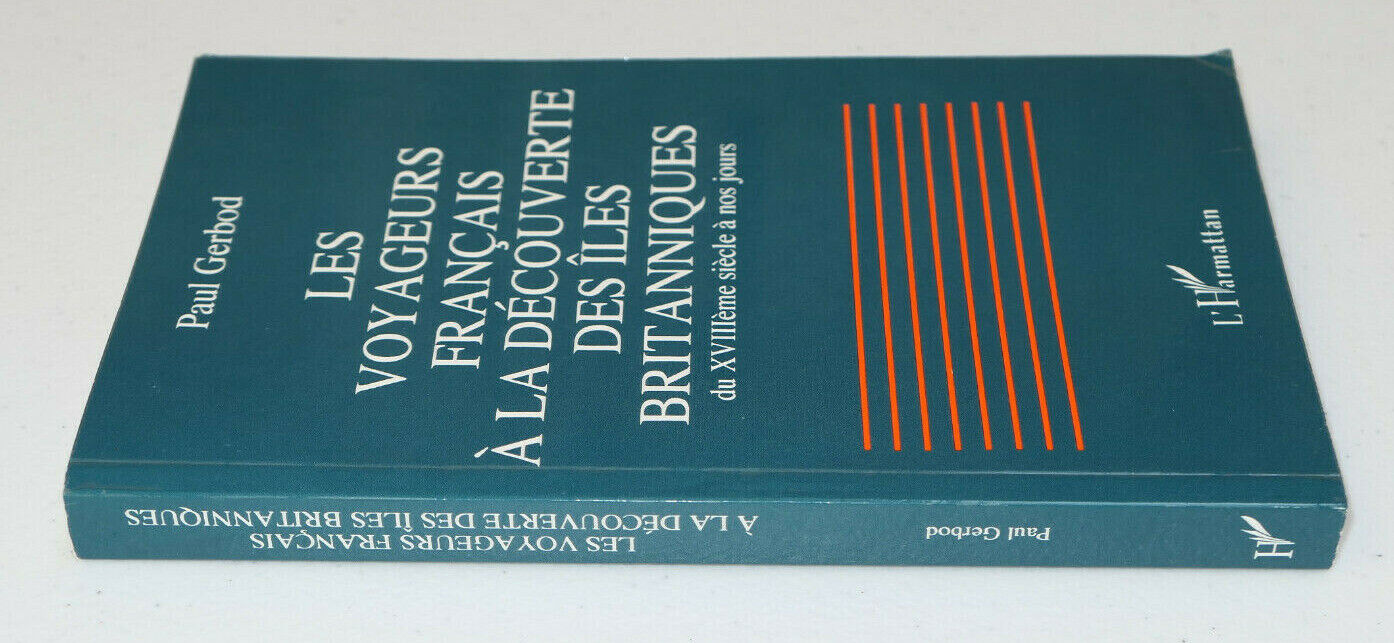 Paul Gerbod
LES
VOYAGEURS
FRANÇAIS
À LA DÉCOUVERTE
DES ÎLES
BRITANNIQUES
du XVIIIème siècle à nos jours
L'Harmattan
LES VOYAGEURS FRANÇAIS
À LA DÉCOUVERTE DES ÎLES BRITANNIQUES
Paul Gerbod
H